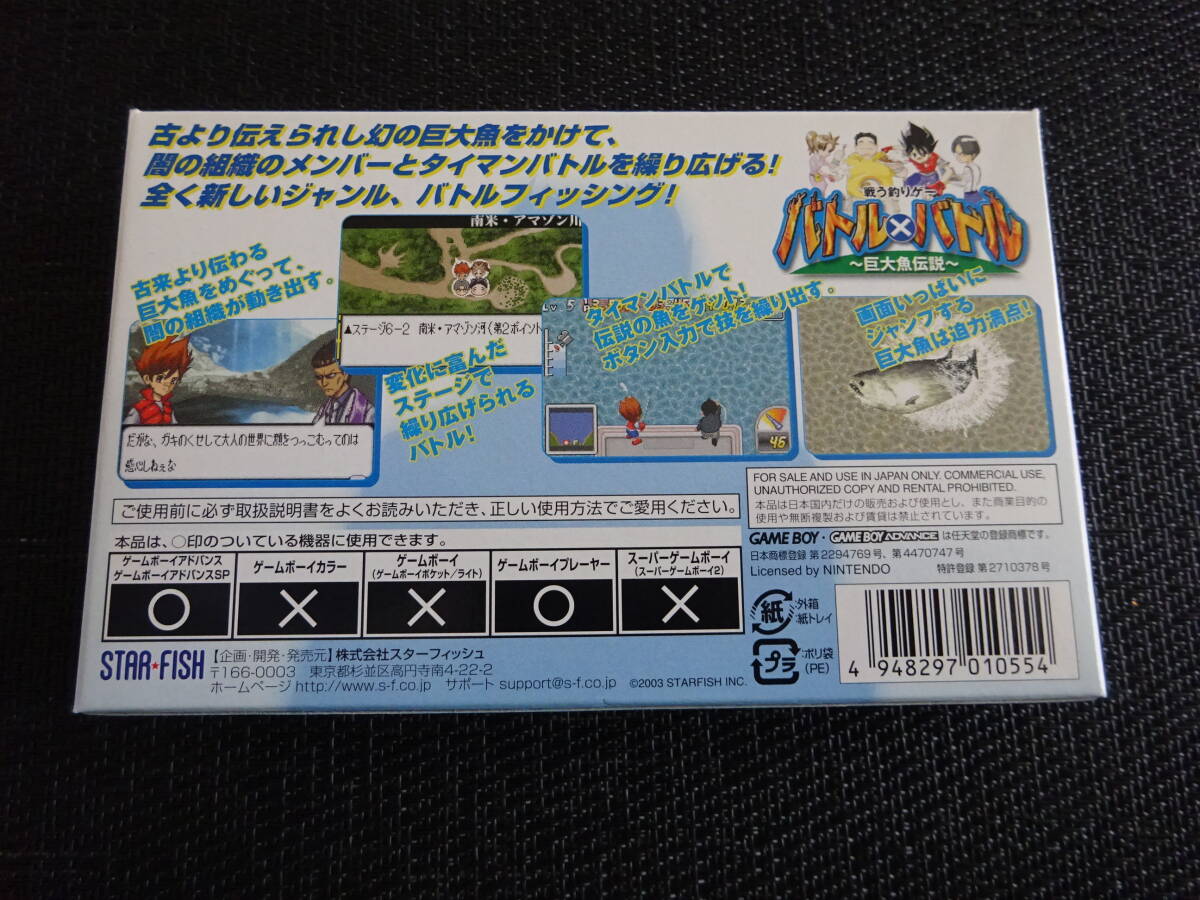 古より伝えられし幻の巨大魚をかけて、
闇の組織のメンバーとタイマンバトルを繰り広げる!
全く新しいジャンル、バトルフィッシング!
戦う釣りゲー
バトル×バトル
～巨大魚伝説～
古来より伝わる
巨大魚をめぐって、
闇の組織が動き出す。
だがな、ガキのくせして大人の世界に顔をつっこむってのは
感心しねぇな
南米・アマゾン川
▲ステージ6-2 南米・アマゾン河(第2ポイント
変化に富んだ
ステージで
繰り広げられる
バトル!
タイマンバトルで
伝説の魚をゲット!
ボタン入力で技を繰り出す。
Lv 5
46
画面いっぱいに
ジャンプする
巨大魚は迫力満点!
ご使用前に必ず取扱説明書をよくお読みいただき、正しい使用方法でご愛用ください。
本品は、○印のついている機器に使用できます。
ゲームボーイアドバンス
ゲームボーイアドバンスSP
ゲームボーイカラー
ゲームボーイ
(ゲームボーイポケット/ライト)
ゲームボーイプレーヤー
スーパーゲームボーイ
(スーパーゲームボーイ2)
○ × × ○ ×
FOR SALE AND USE IN JAPAN ONLY. COMMERCIAL USE,
UNAUTHORIZED COPY AND RENTAL PROHIBITED.
本品は日本国内だけの販売および使用とし、また商業目的の
使用や無断複製および賃貸は禁止されています。
GAME BOY・GAME BOY ADVANCE は任天堂の登録商標です。
日本商標登録 第2294769号、第4470747号
Licensed by NINTENDO 特許登録 第2710378号
紙
:外箱
:紙トレイ
プラ
:ポリ袋
(PE)
4 948297 010554
STAR★FISH
【企画・開発・発売元】株式会社スターフィッシュ
〒166-0003 東京都杉並区高円寺南4-22-2
ホームページ http://www.s-f.co.jp サポート support@s-f.co.jp
©2003 STARFISH INC.